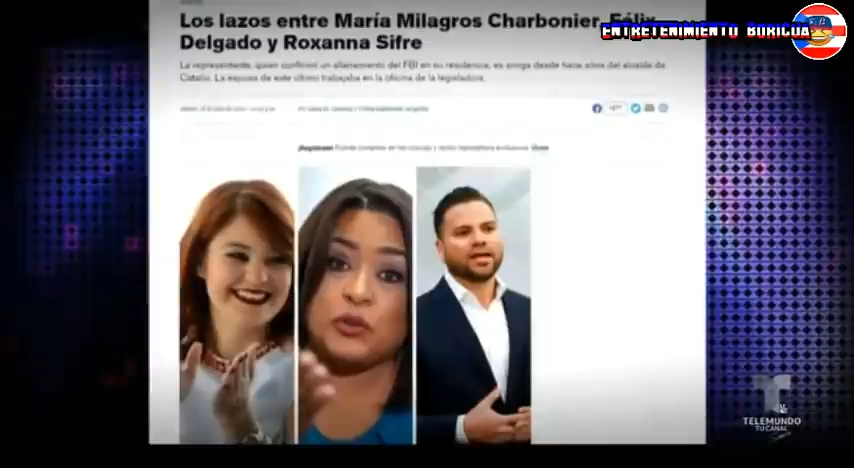 Los lazos entre María Milagros Charbonier, Félix
Delgado y Roxanna Sifre
ENTRETENIMIENTO BORICUA
La representante, quien confirmó un allanamiento del FBI en su residencia, es amiga desde hace años del alcalde de
Cataño. La esposa de este último trabajaba en la oficina de la legisladora.
TELEMUNDO
TU CANAL